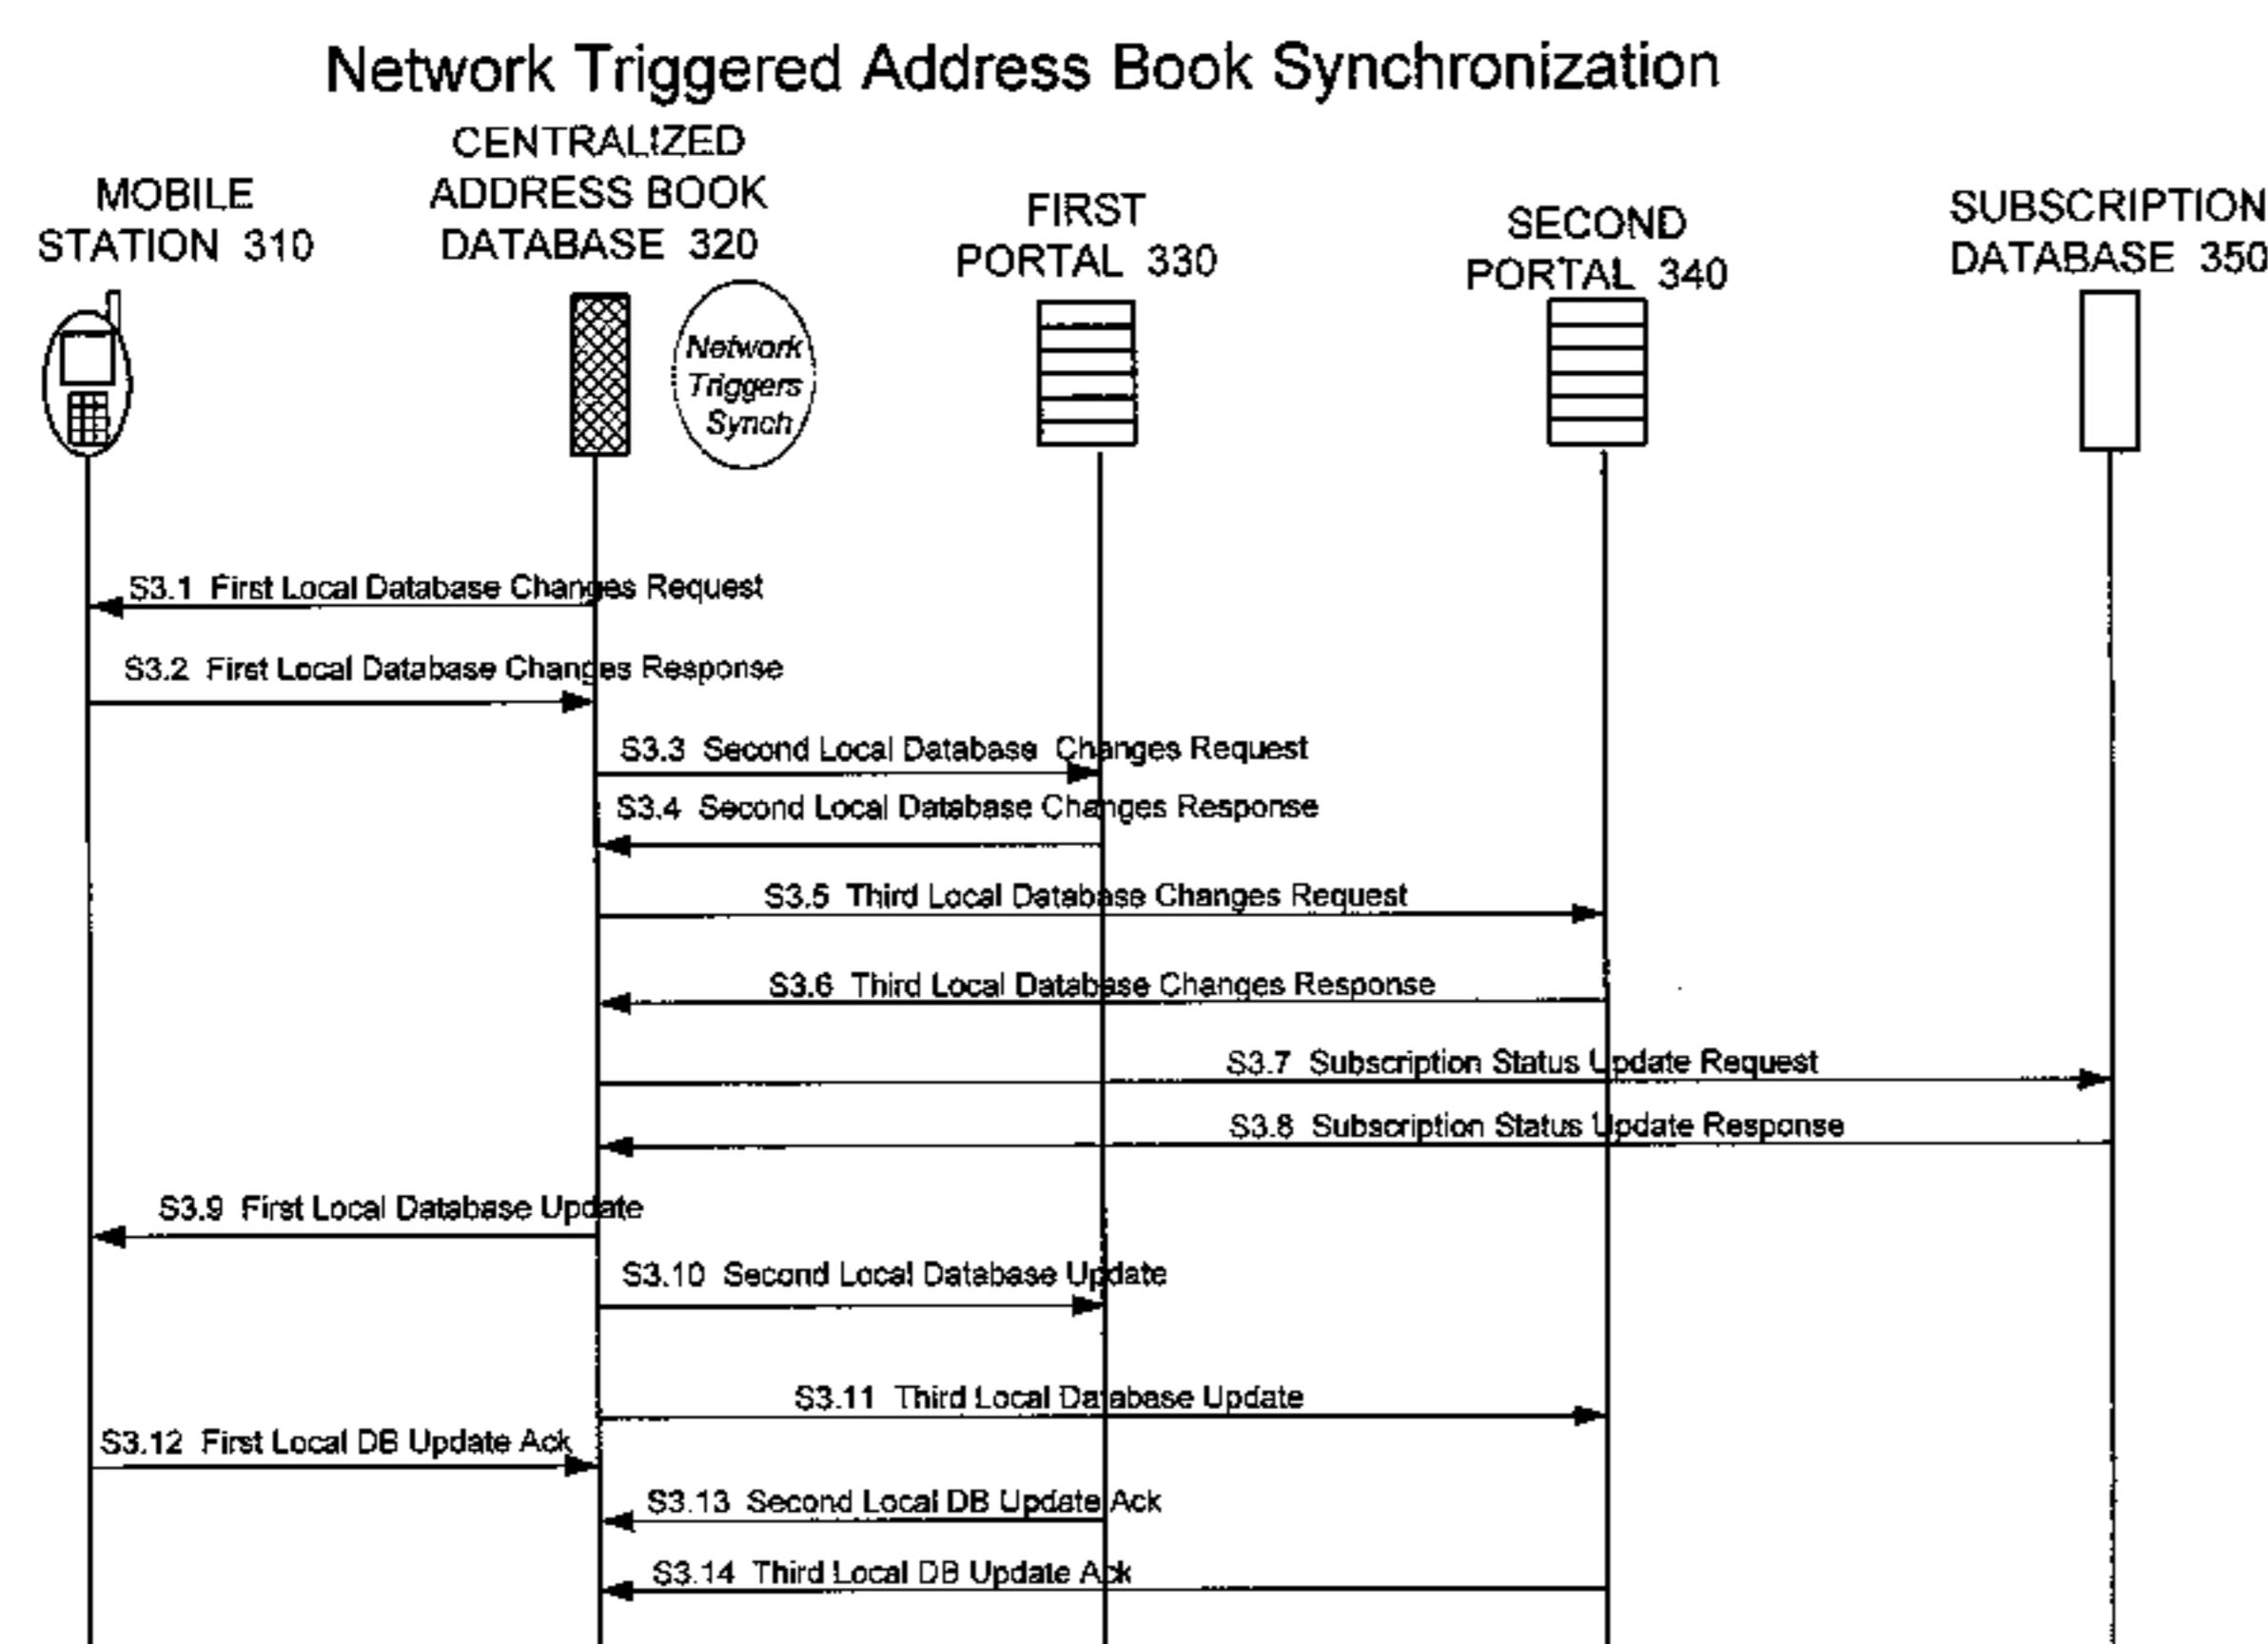 Network Triggered Address Book Synchronization
MOBILE
STATION 310
CENTRALIZED
ADDRESS BOOK
DATABASE 320
FIRST
PORTAL 330
SECOND
PORTAL 340
SUBSCRIPTION
DATABASE 350
Network
Triggers
Synch
S3.1 First Local Database Changes Request
S3.2 First Local Database Changes Response
S3.3 Second Local Database Changes Request
S3.4 Second Local Database Changes Response
S3.5 Third Local Database Changes Request
S3.6 Third Local Database Changes Response
S3.7 Subscription Status Update Request
S3.8 Subscription Status Update Response
S3.9 First Local Database Update
S3.10 Second Local Database Update
S3.11 Third Local Database Update
S3.12 First Local DB Update Ack
S3.13 Second Local DB Update Ack
S3.14 Third Local DB Update Ack